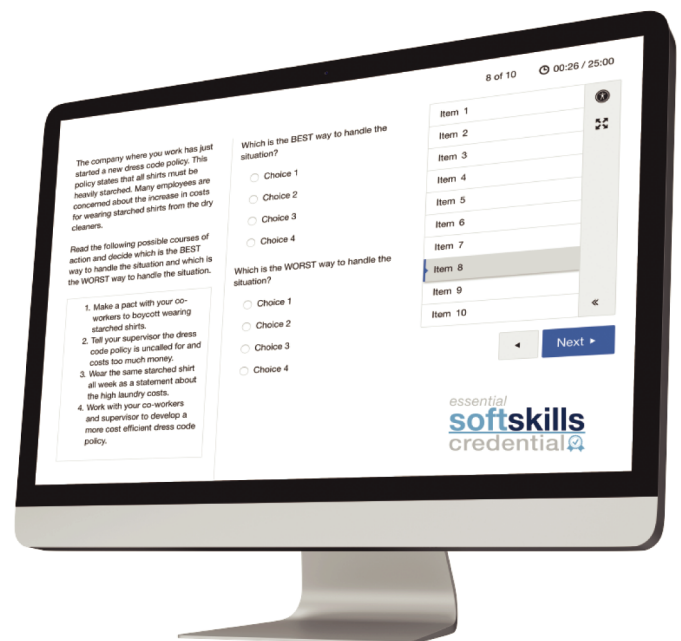 8 of 10
00:26 / 25:00
The company where you work has just
started a new dress code policy. This
policy states that all shirts must be
heavily starched. Many employees are
concerned about the increase in costs
for wearing starched shirts from the dry
cleaners.
Read the following possible courses of
action and decide which is the BEST
way to handle the situation and which is
the WORST way to handle the situation.
1. Make a pact with your co-
workers to boycott wearing
starched shirts.
2. Tell your supervisor the dress
code policy is uncalled for and
costs too much money.
3. Wear the same starched shirt
all week as a statement about
the high laundry costs.
4. Work with your co-workers
and supervisor to develop a
more cost efficient dress code
policy.
Which is the BEST way to handle the
situation?
Choice 1
Choice 2
Choice 3
Choice 4
Which is the WORST way to handle the
situation?
Choice 1
Choice 2
Choice 3
Choice 4
Item 1
Item 2
Item 3
Item 4
Item 5
Item 6
Item 7
Item 8
Item 9
Item 10
Next
essential
softskills
credential